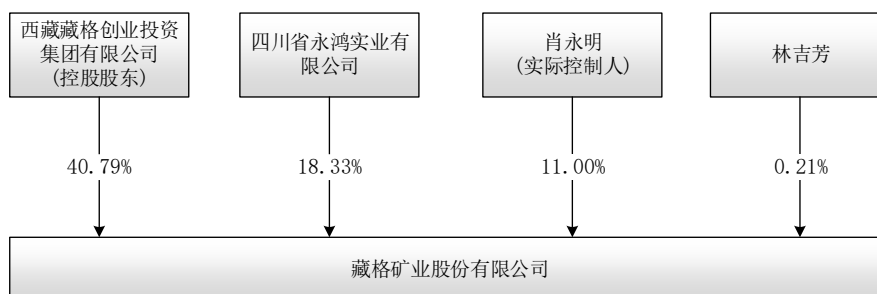 西藏藏格创业投资
集团有限公司
(控股股东)
四川省永鸿实业有
限公司
肖永明
(实际控制人)
林吉芳
40.79%
18.33%
11.00%
0.21%
藏格矿业股份有限公司